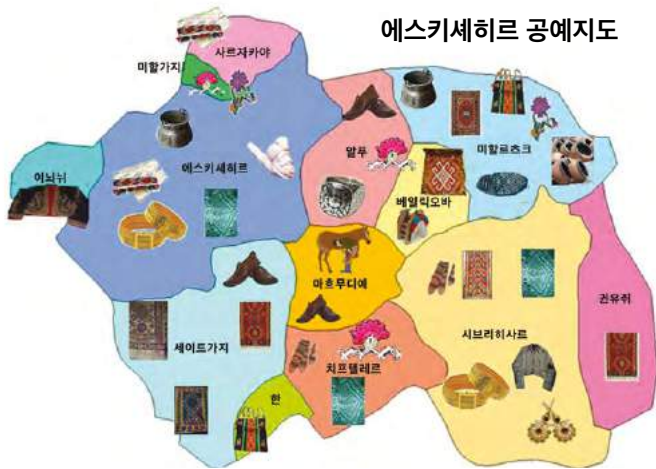 에스키셰히르 공예지도
사르자카야
미할가지
에스키셰히르
이뇌뉘
알푸
미할르츠크
베일릭오바
마흐무디예
세이트가지
한
치프텔레르
시브리히사르
귄유쥐